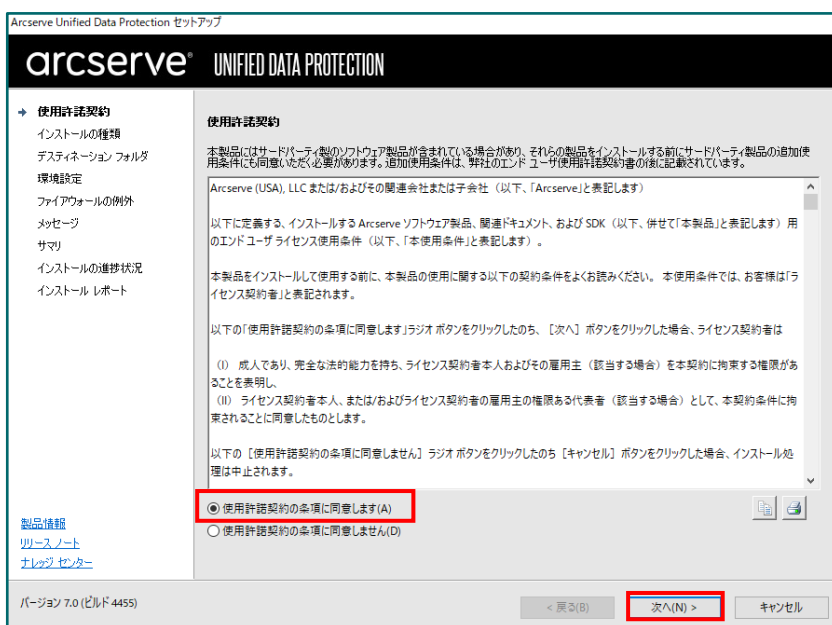 Arcserve Unified Data Protection セットアップ
arcserve® UNIFIED DATA PROTECTION
使用許諾契約
インストールの種類
デスティネーション フォルダ
環境設定
ファイアウォールの例外
メッセージ
サマリ
インストールの進捗状況
インストール レポート
製品情報
リリース ノート
ナレッジ センター
使用許諾契約
本製品にはサードパーティ製のソフトウェア製品が含まれている場合があり、それらの製品をインストールする前にサードパーティ製品の追加使
用条件にも同意いただく必要があります。追加使用条件は、弊社のエンド ユーザ使用許諾契約書の後に記載されています。
Arcserve (USA), LLC または/およびその関連会社または子会社（以下、「Arcserve」と表記します）
以下に定義する、インストールする Arcserve ソフトウェア製品、関連ドキュメント、および SDK（以下、併せて「本製品」と表記します）用
のエンド ユーザ ライセンス使用条件（以下、「本使用条件」と表記します）。
本製品をインストールして使用する前に、本製品の使用に関する以下の契約条件をよくお読みください。 本使用条件では、お客様は「ラ
イセンス契約者」と表記されます。
以下の「使用許諾契約の条項に同意します」ラジオ ボタンをクリックしたのち、［次へ］ボタンをクリックした場合、ライセンス契約者は
(I) 成人であり、完全な法的能力を持ち、ライセンス契約者本人およびその雇用主（該当する場合）を本契約に拘束する権限があ
ることを表明し、
(II) ライセンス契約者本人、または/およびライセンス契約者の雇用主の権限ある代表者（該当する場合）として、本契約条件に拘
束されることに同意したものとします。
以下の［使用許諾契約の条項に同意しません］ラジオ ボタンをクリックしたのち［キャンセル］ボタンをクリックした場合、インストール処
理は中止されます。
使用許諾契約の条項に同意します(A)
使用許諾契約の条項に同意しません(D)
バージョン 7.0 (ビルド 4455)
< 戻る(B)
次へ(N) >
キャンセル